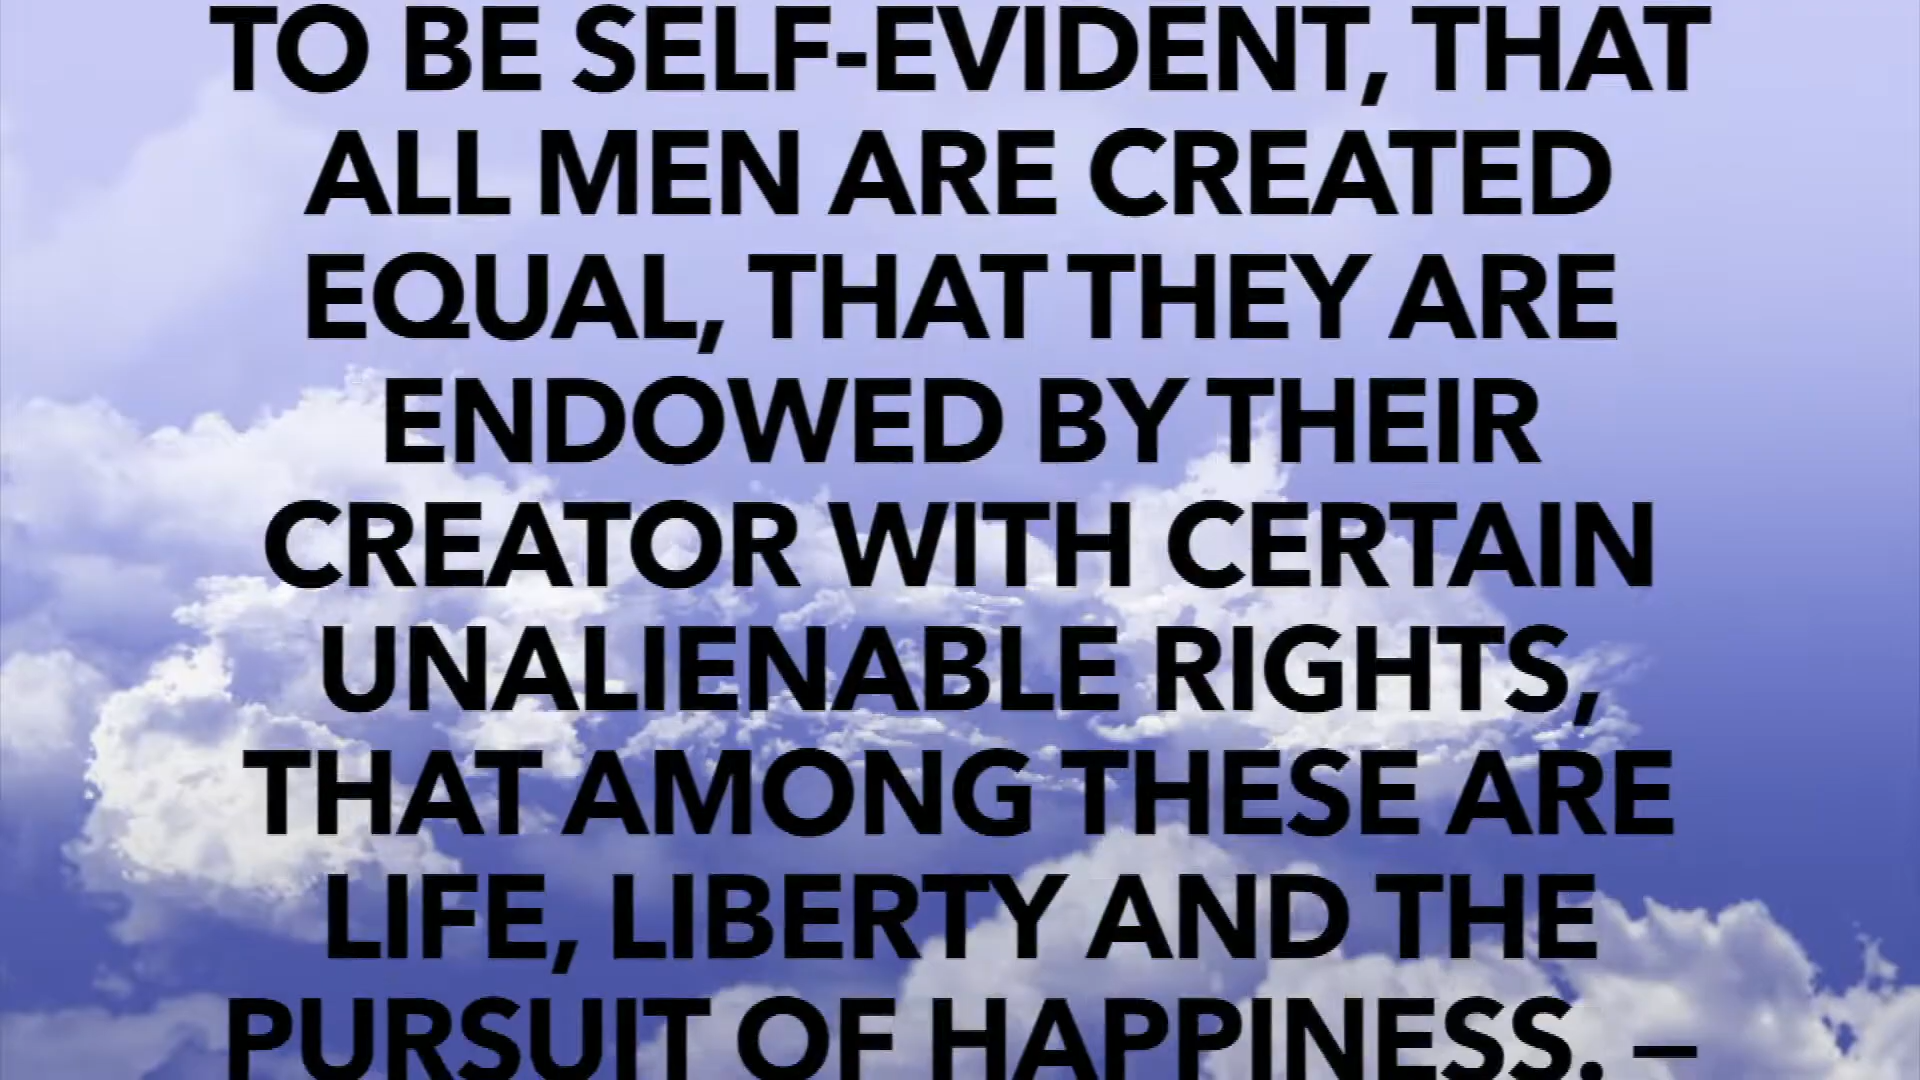 TO BE SELF-EVIDENT, THAT
ALL MEN ARE CREATED
EQUAL, THAT THEY ARE
ENDOWED BY THEIR
CREATOR WITH CERTAIN
UNALIENABLE RIGHTS,
THAT AMONG THESE ARE
LIFE, LIBERTY AND THE
PURSUIT OF HAPPINESS. —